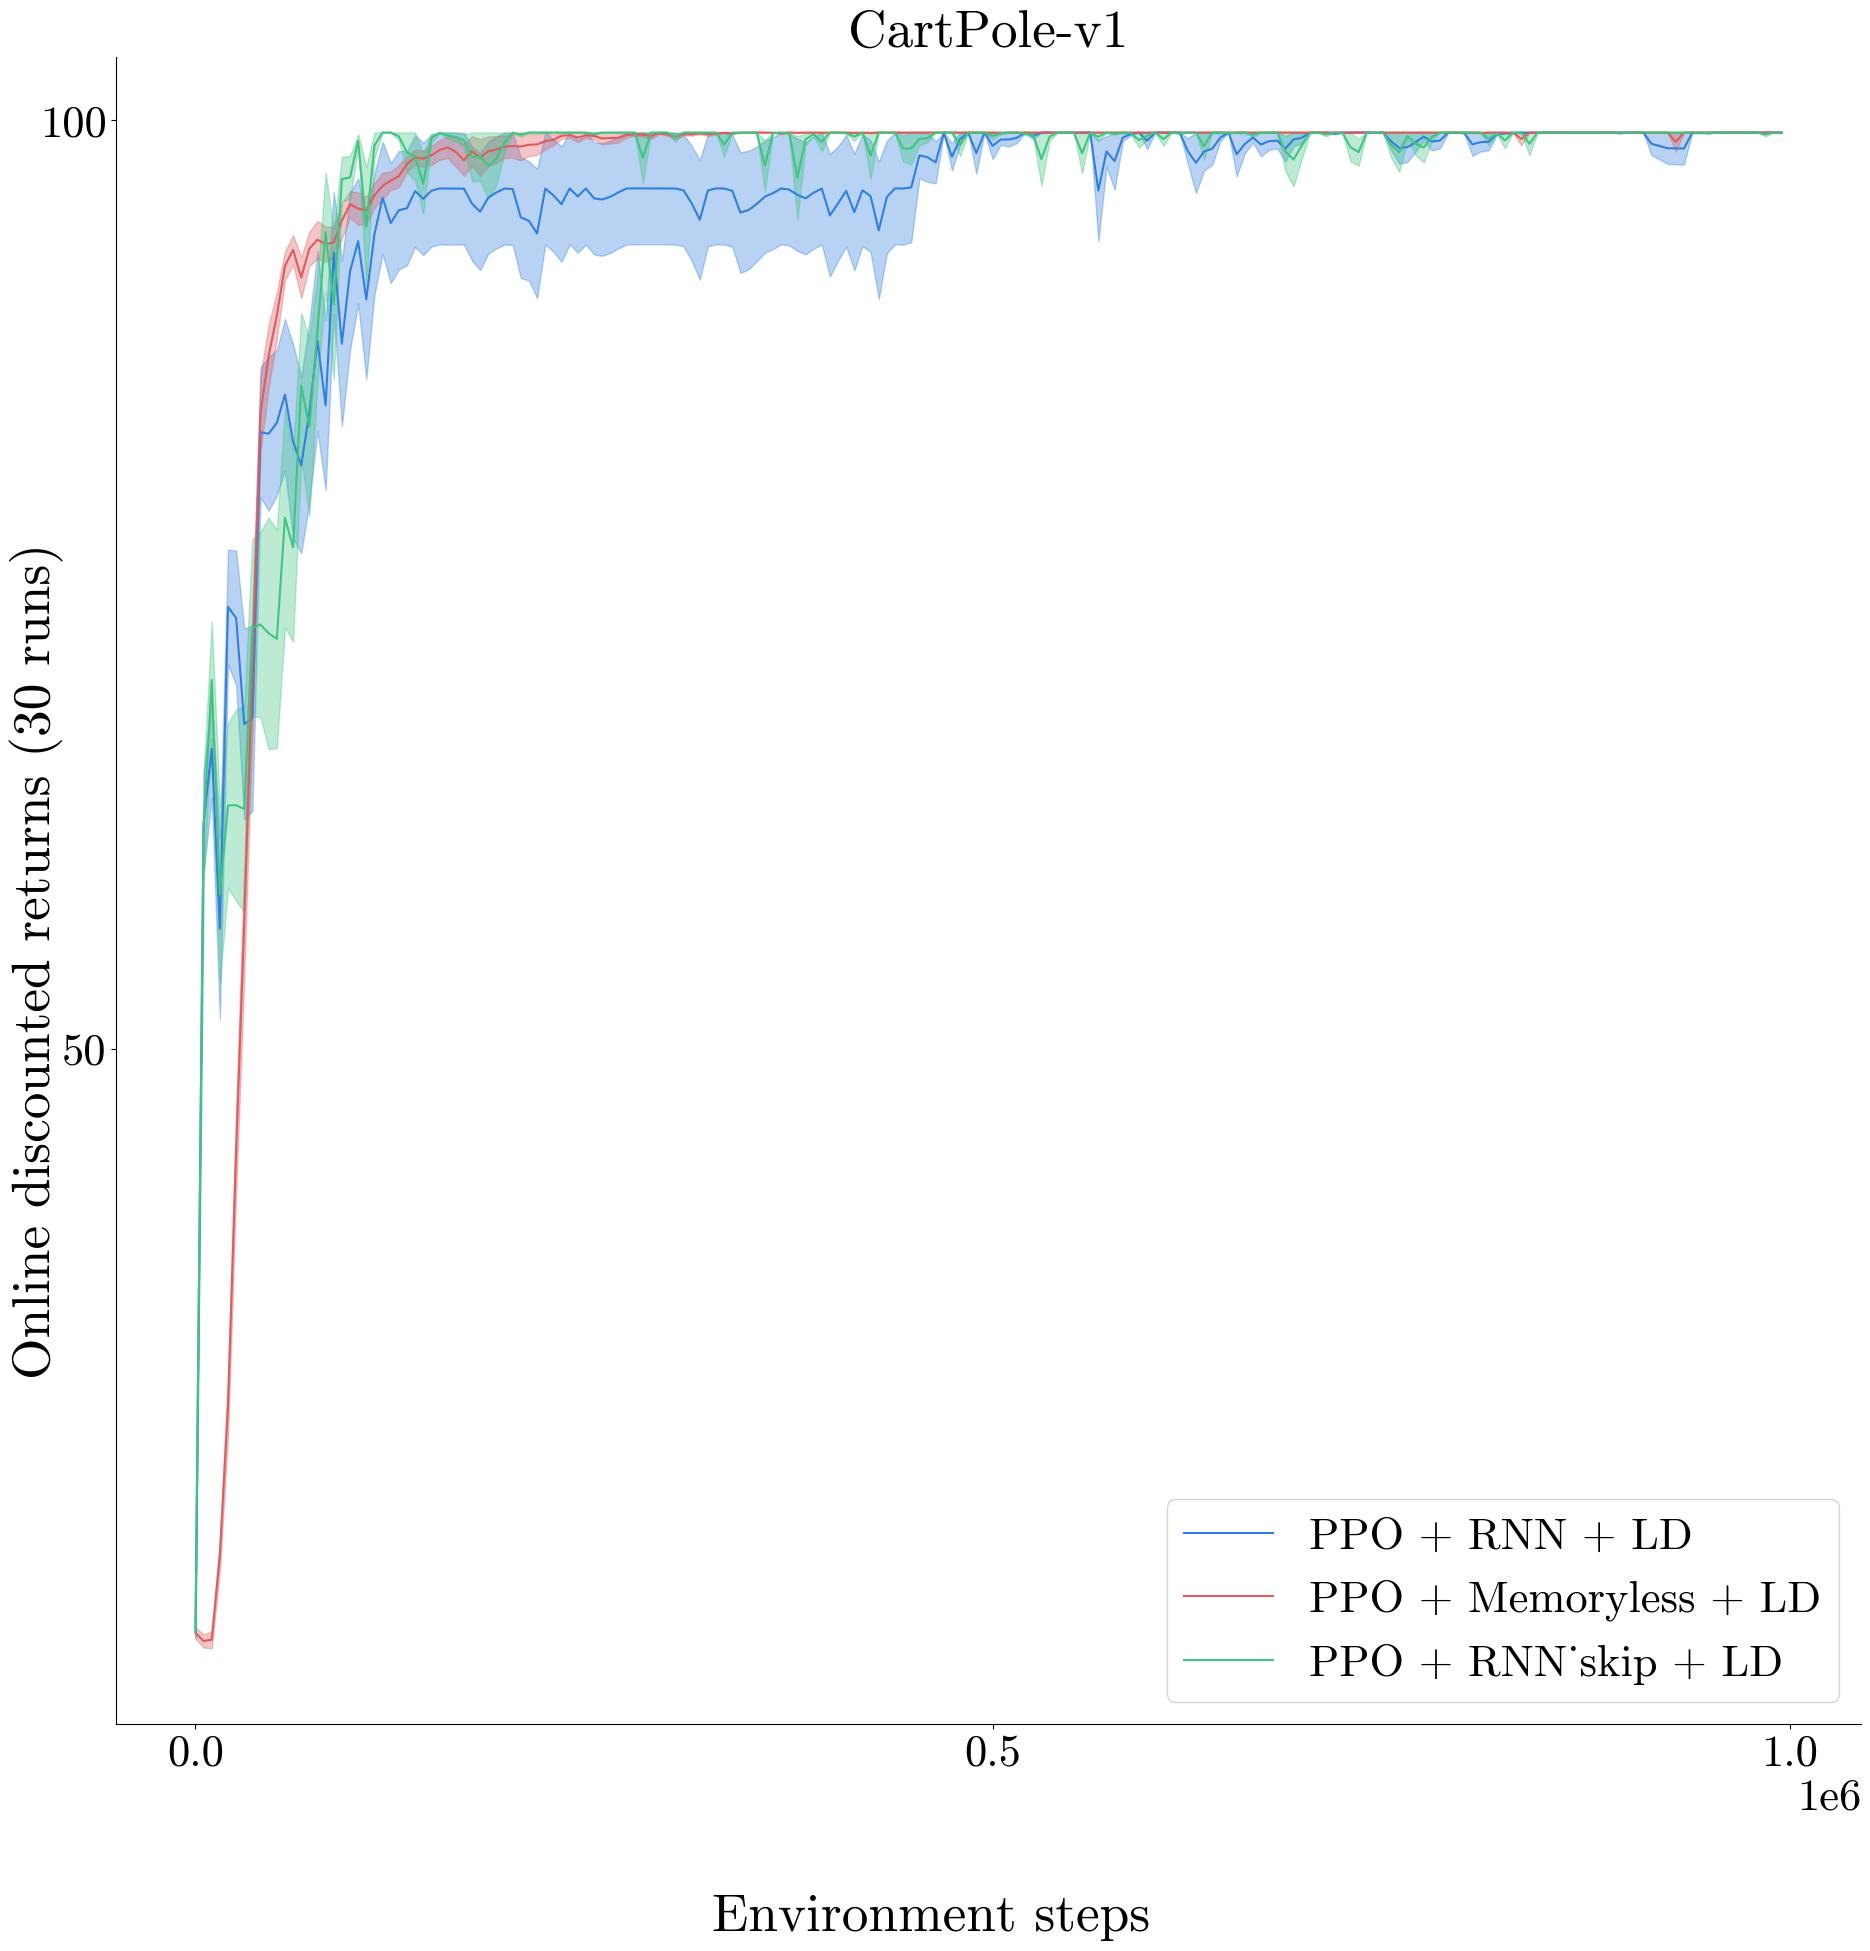 CartPole-v1
100
50
Online discounted returns (30 runs)
PPO + RNN + LD
PPO + Memoryless + LD
PPO + RNN˙skip + LD
0.0
0.5
1.0
1e6
Environment steps